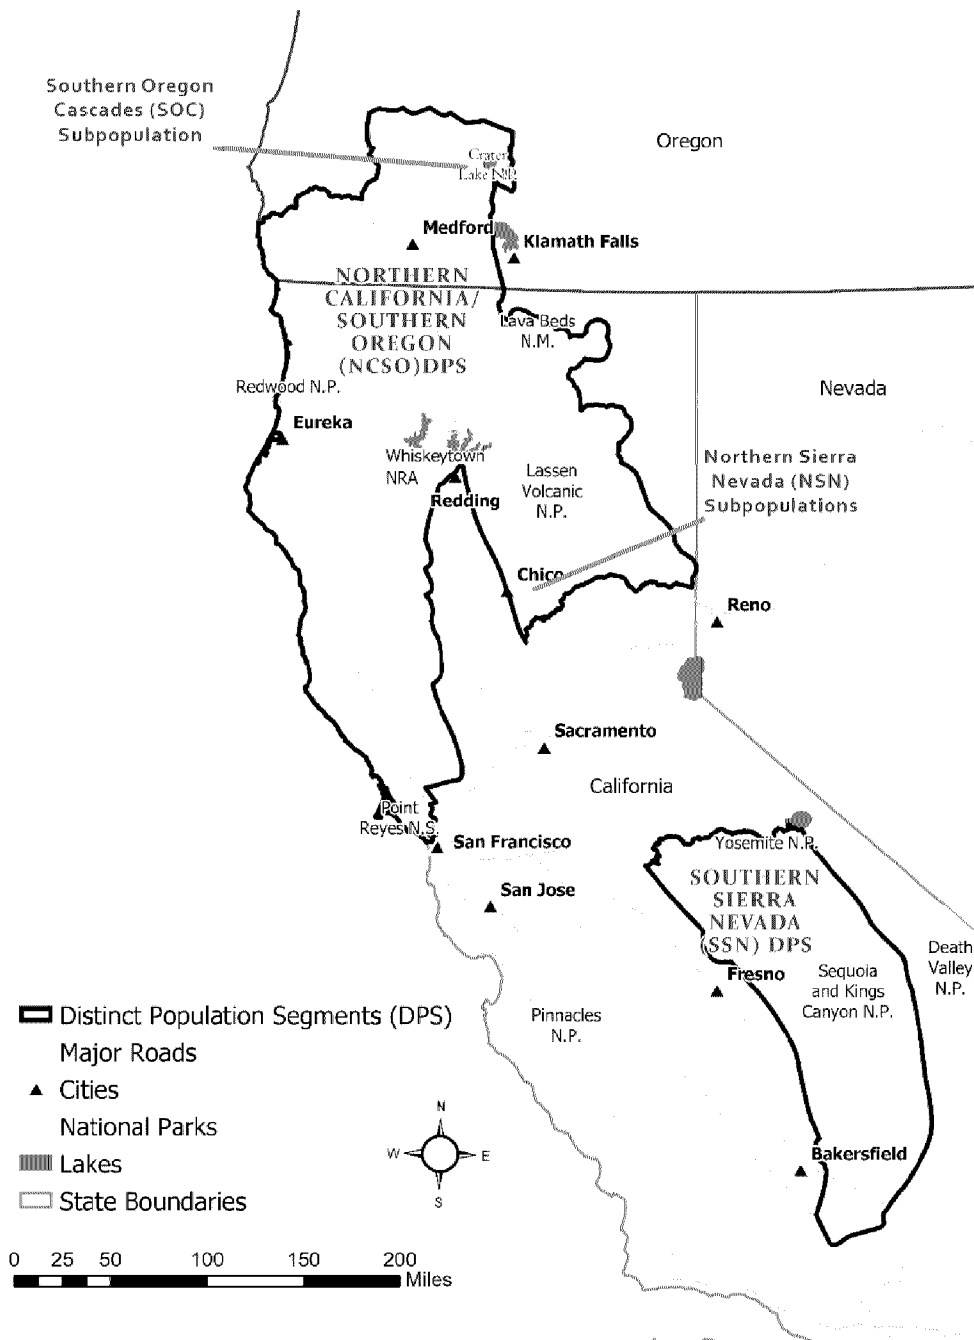 Southern Oregon
Cascades (SOC)
Subpopulation
Oregon
Crater
Lake N.P.
Medford
Klamath Falls
NORTHERN
CALIFORNIA/
SOUTHERN
OREGON
(NCSO)DPS
Lava Beds
N.M.
Redwood N.P.
Nevada
Eureka
Whiskeytown
NRA
Redding
Lassen
Volcanic
N.P.
Northern Sierra
Nevada (NSN)
Subpopulations
Chico
Reno
Sacramento
California
Point
Reyes N.S.
San Francisco
Yosemite N.P.
San Jose
SOUTHERN
SIERRA
NEVADA
(SSN) DPS
Fresno
Sequoia
and Kings
Canyon N.P.
Death
Valley
N.P.
Pinnacles
N.P.
Bakersfield
Distinct Population Segments (DPS)
Major Roads
Cities
National Parks
Lakes
State Boundaries
N
W
E
S
0 25 50 100 150 200
Miles